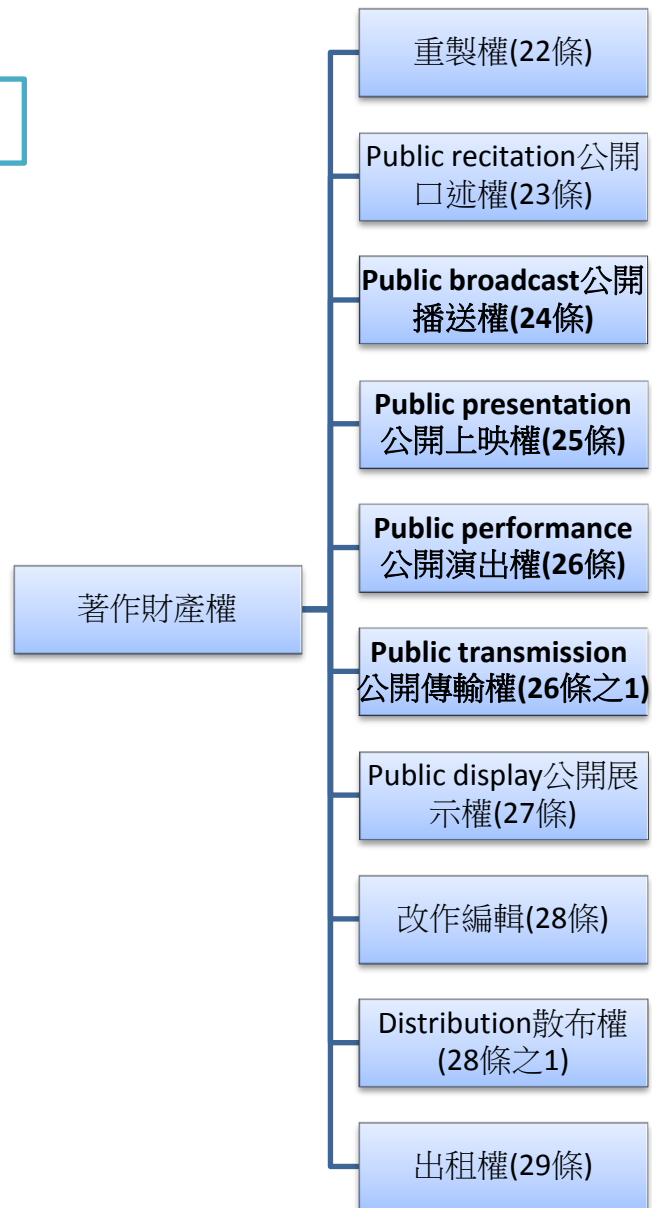 重製權(22條)
Public recitation公開
口述權(23條)
Public broadcast公開
播送權(24條)
Public presentation
公開上映權(25條)
Public performance
公開演出權(26條)
著作財產權
Public transmission
公開傳輸權(26條之1)
Public display公開展
示權(27條)
改作編輯(28條)
Distribution散布權
(28條之1)
出租權(29條)